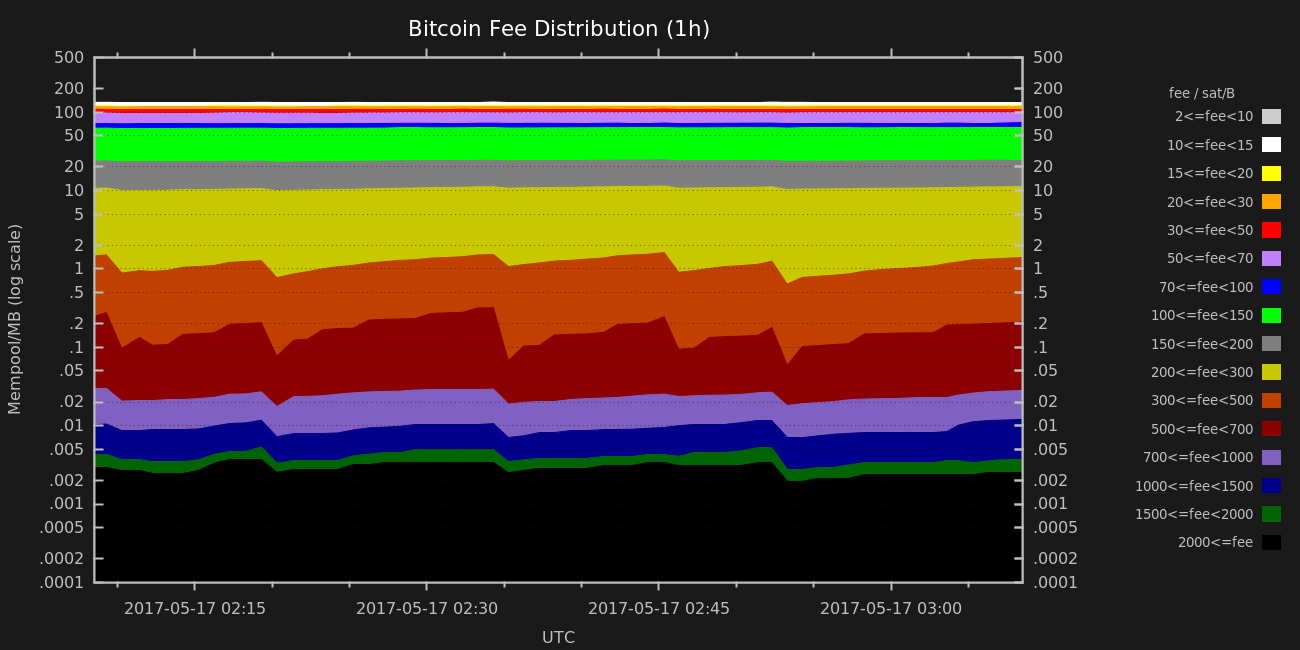 Bitcoin Fee Distribution (1h)
Mempool/MB (log scale)
500
200
100
50
20
10
5
2
1
.5
.2
.1
.05
.02
.01
.005
.002
.001
.0005
.0002
.0001
500
200
100
50
20
10
5
2
1
.5
.2
.1
.05
.02
.01
.005
.002
.001
.0005
.0002
.0001
2017-05-17 02:15 2017-05-17 02:30 2017-05-17 02:45 2017-05-17 03:00
UTC
fee / sat/B
2<=fee<10
10<=fee<15
15<=fee<20
20<=fee<30
30<=fee<50
50<=fee<70
70<=fee<100
100<=fee<150
150<=fee<200
200<=fee<300
300<=fee<500
500<=fee<700
700<=fee<1000
1000<=fee<1500
1500<=fee<2000
2000<=fee